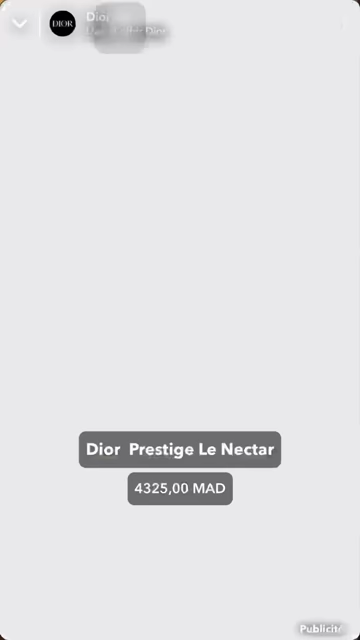 DIOR
Dior
Dior  Prestige Le Nectar
4325,00 MAD
Publicité